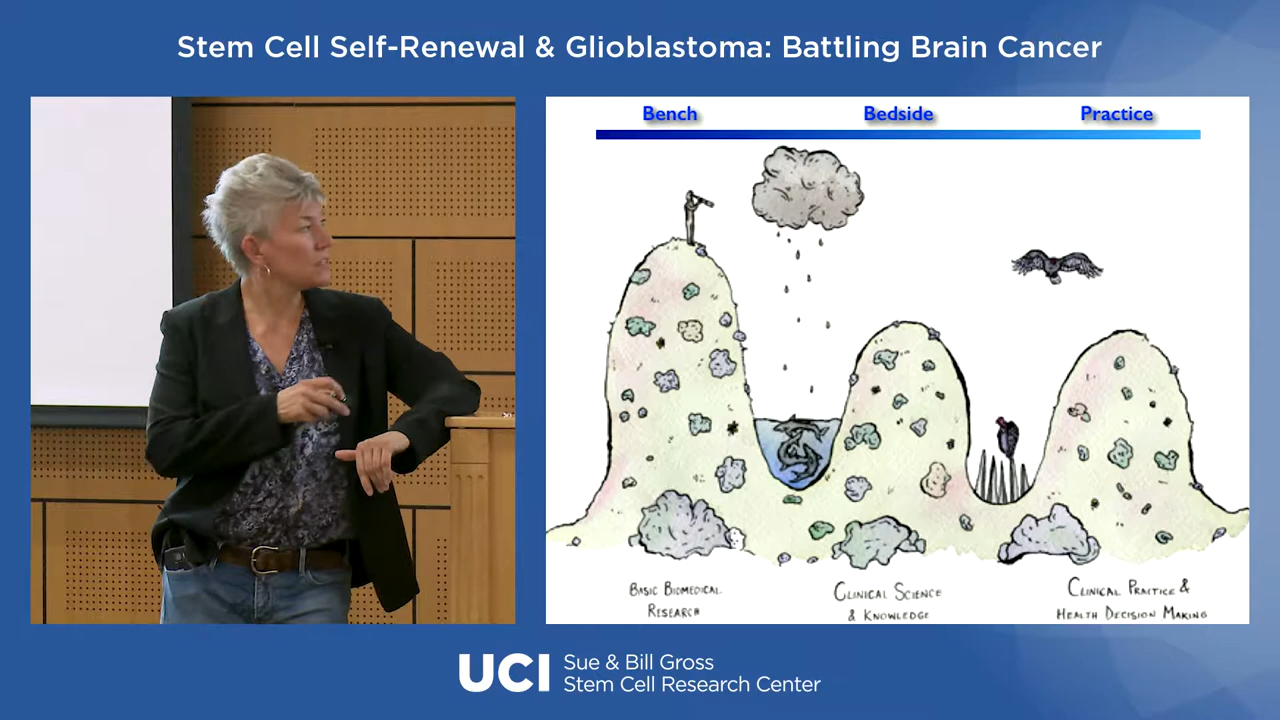 Stem Cell Self-Renewal & Glioblastoma: Battling Brain Cancer
Bench Bedside Practice
BASIC BIOMEDICAL
RESEARCH
CLINICAL SCIENCE
& KNOWLEDGE
CLINICAL PRACTICE &
HEALTH DECISION MAKING
UCI Sue & Bill Gross
Stem Cell Research Center